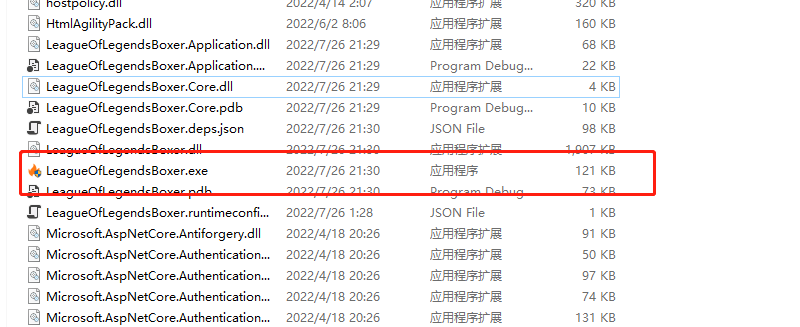 hostpolicy.dll 2022/4/14 2:07 应用程序扩展 320 KB
HtmlAgilityPack.dll 2022/6/2 8:06 应用程序扩展 160 KB
LeagueOfLegendsBoxer.Application.dll 2022/7/26 21:29 应用程序扩展 68 KB
LeagueOfLegendsBoxer.Application.... 2022/7/26 21:29 Program Debug... 22 KB
LeagueOfLegendsBoxer.Core.dll 2022/7/26 21:29 应用程序扩展 4 KB
LeagueOfLegendsBoxer.Core.pdb 2022/7/26 21:29 Program Debug... 10 KB
LeagueOfLegendsBoxer.deps.json 2022/7/26 21:30 JSON File 98 KB
LeagueOfLegendsBoxer.dll 2022/7/26 21:30 应用程序扩展 1,907 KB
LeagueOfLegendsBoxer.exe 2022/7/26 21:30 应用程序 121 KB
LeagueOfLegendsBoxer.pdb 2022/7/26 21:30 Program Debug... 73 KB
LeagueOfLegendsBoxer.runtimeconfi... 2022/7/26 1:28 JSON File 1 KB
Microsoft.AspNetCore.Antiforgery.dll 2022/4/18 20:26 应用程序扩展 91 KB
Microsoft.AspNetCore.Authentication... 2022/4/18 20:26 应用程序扩展 50 KB
Microsoft.AspNetCore.Authentication... 2022/4/18 20:26 应用程序扩展 97 KB
Microsoft.AspNetCore.Authentication... 2022/4/18 20:26 应用程序扩展 74 KB
Microsoft.AspNetCore.Authentication... 2022/4/18 20:26 应用程序扩展 131 KB